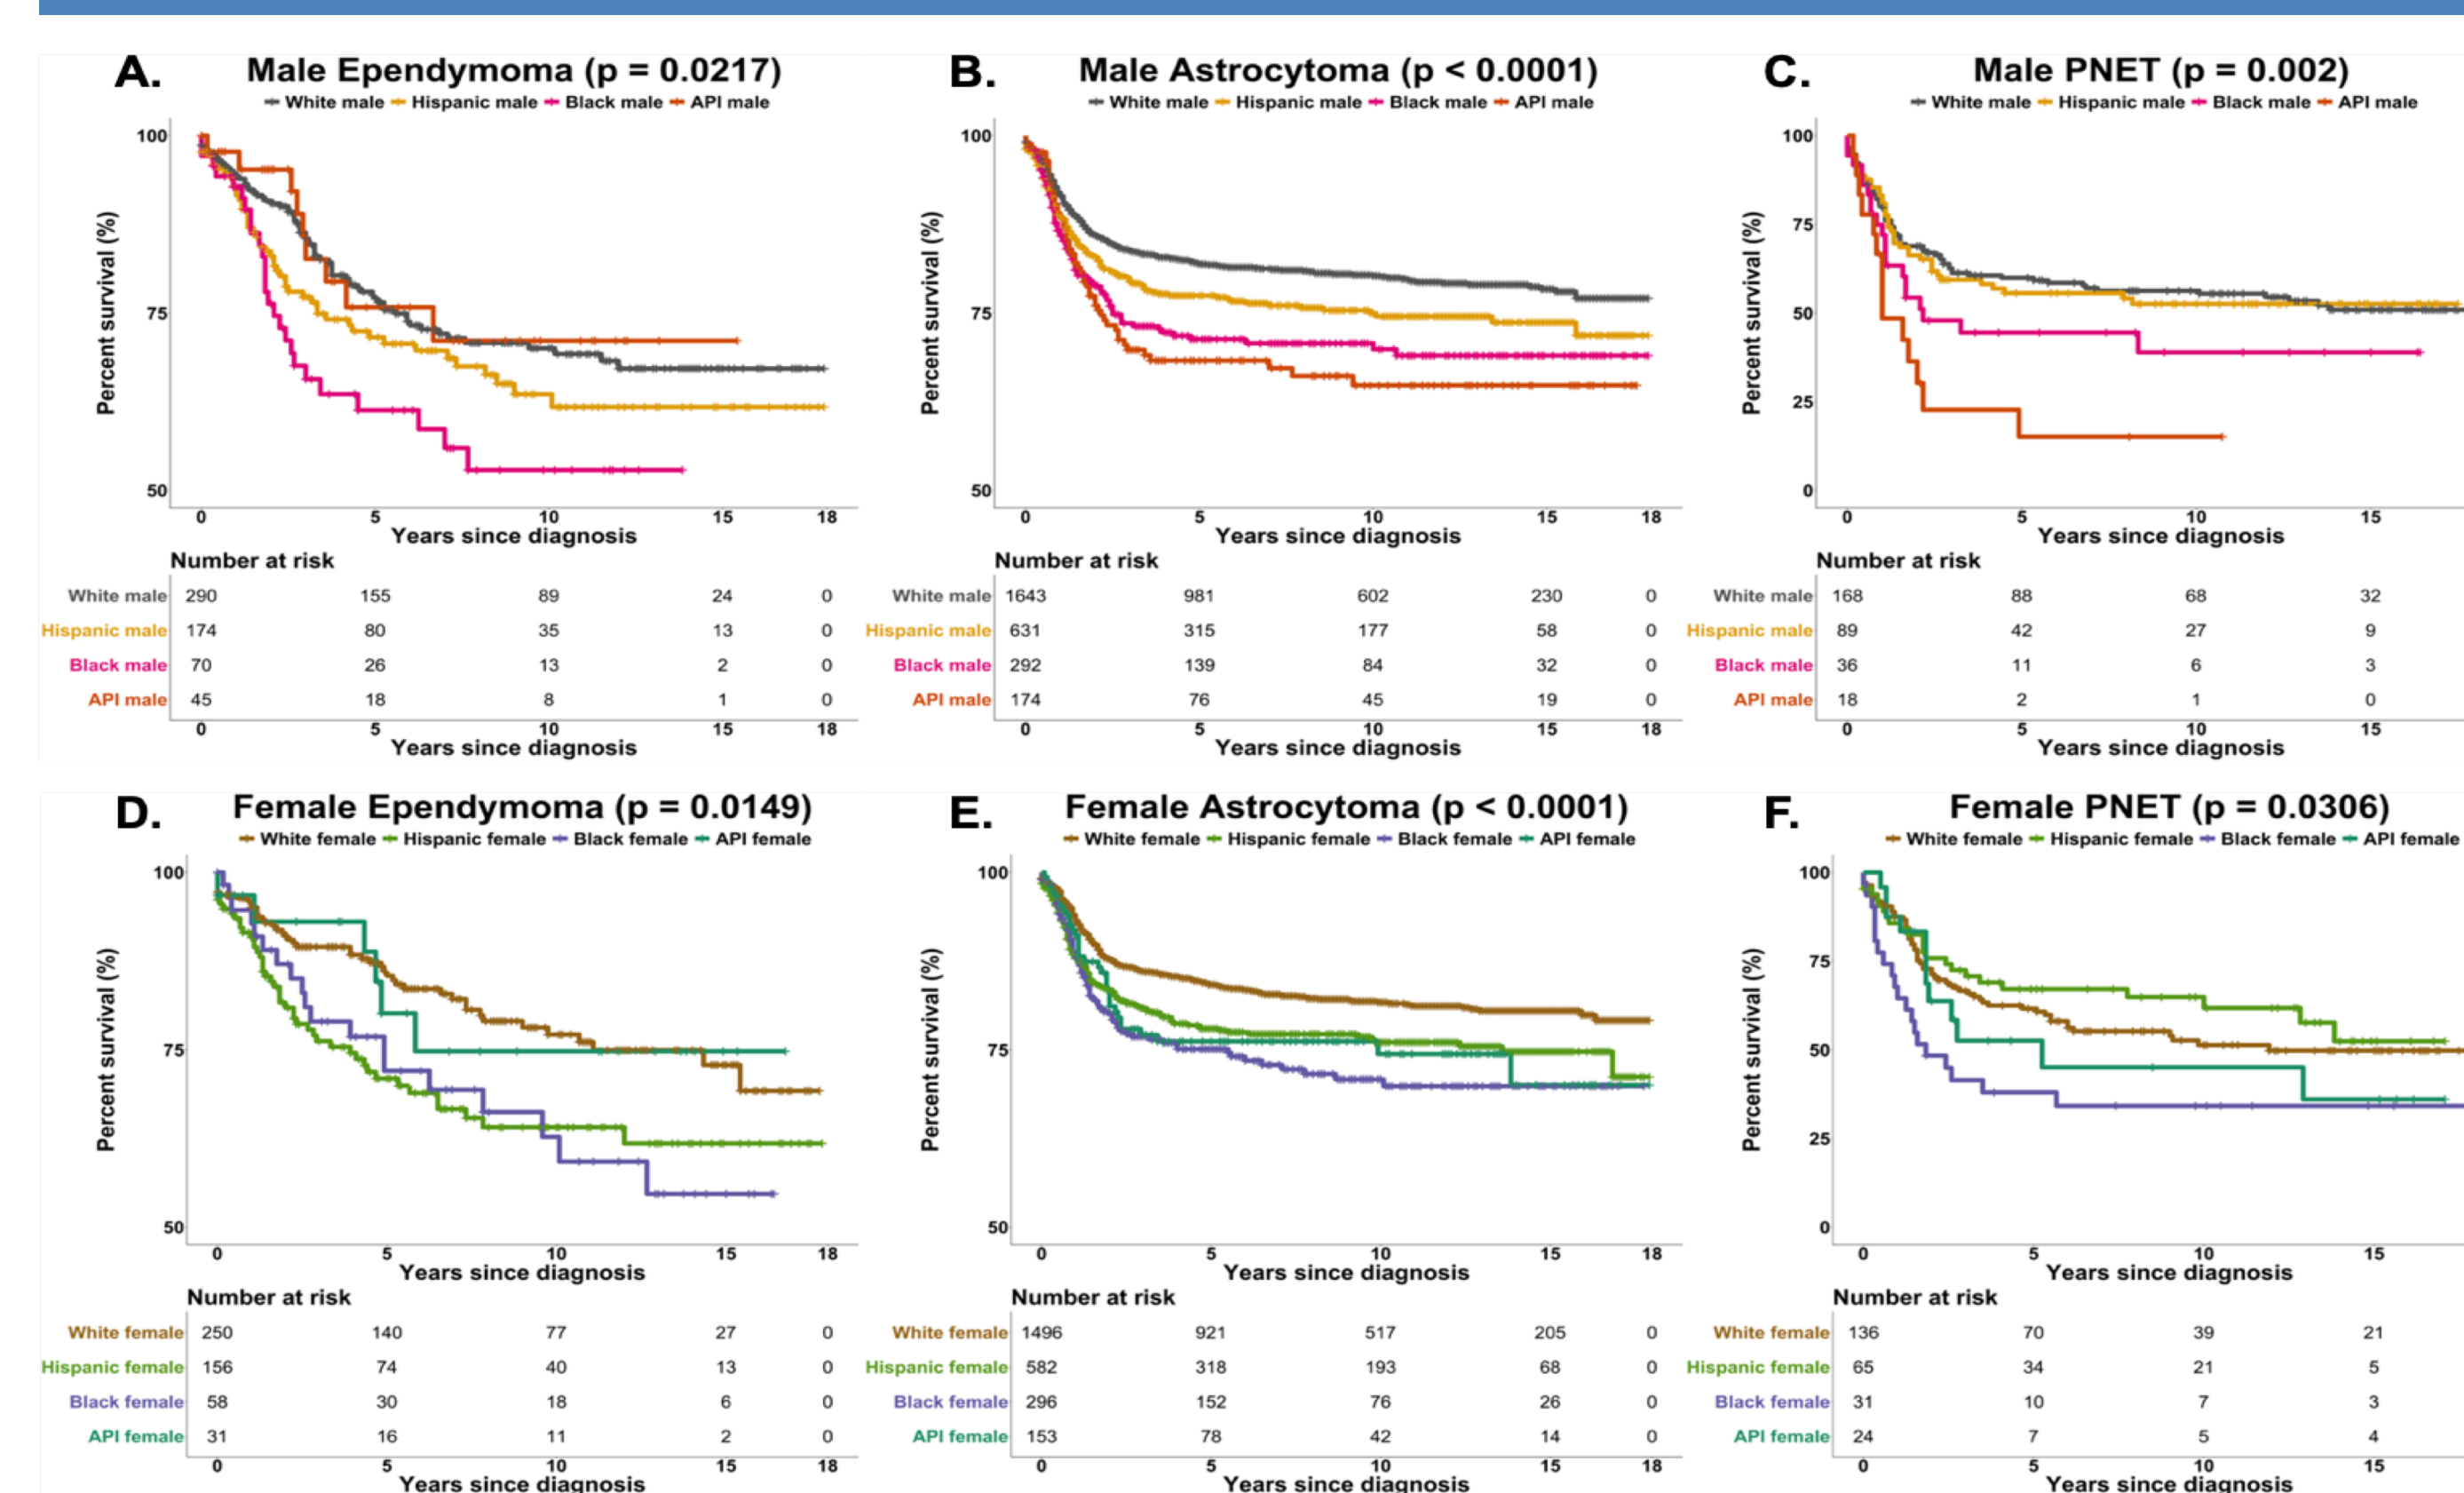 A. Male Ependymoma (p = 0.0217)
White male Hispanic male Black male API male
Percent survival (%)
100
75
50
0 5 10 15 18
Years since diagnosis
Number at risk
White male 290 155 89 24 0
Hispanic male 174 80 35 13 0
Black male 70 26 13 2 0
API male 45 18 8 1 0
0 5 10 15 18
Years since diagnosis
B. Male Astrocytoma (p < 0.0001)
White male Hispanic male Black male API male
Percent survival (%)
100
75
50
0 5 10 15 18
Years since diagnosis
Number at risk
White male 1643 981 602 230 0
Hispanic male 631 315 177 58 0
Black male 292 139 84 32 0
API male 174 76 45 19 0
0 5 10 15 18
Years since diagnosis
C. Male PNET (p = 0.002)
White male Hispanic male Black male API male
Percent survival (%)
100
75
50
25
0
0 5 10 15
Years since diagnosis
Number at risk
White male 168 88 68 32
Hispanic male 89 42 27 9
Black male 36 11 6 3
API male 18 2 1 0
0 5 10 15
Years since diagnosis
D. Female Ependymoma (p = 0.0149)
White female Hispanic female Black female API female
Percent survival (%)
100
75
50
0 5 10 15 18
Years since diagnosis
Number at risk
White female 250 140 77 27 0
Hispanic female 156 74 40 13 0
Black female 58 30 18 6 0
API female 31 16 11 2 0
0 5 10 15 18
Years since diagnosis
E. Female Astrocytoma (p < 0.0001)
White female Hispanic female Black female API female
Percent survival (%)
100
75
50
0 5 10 15 18
Years since diagnosis
Number at risk
White female 1496 921 517 205 0
Hispanic female 582 318 193 68 0
Black female 296 152 76 26 0
API female 153 78 42 14 0
0 5 10 15 18
Years since diagnosis
F. Female PNET (p = 0.0306)
White female Hispanic female Black female API female
Percent survival (%)
100
75
50
25
0
0 5 10 15
Years since diagnosis
Number at risk
White female 136 70 39 21
Hispanic female 65 34 21 5
Black female 31 10 7 3
API female 24 7 5 4
0 5 10 15
Years since diagnosis